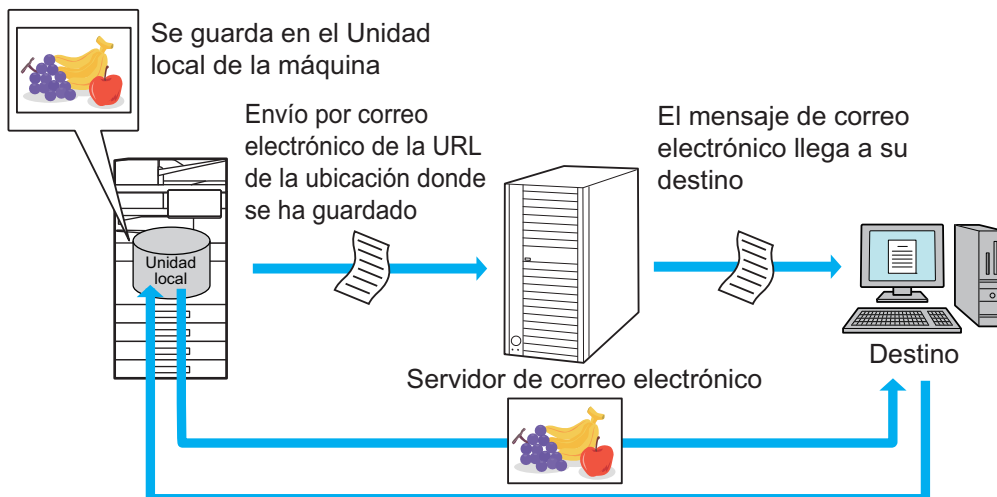 Se guarda en el Unidad
local de la máquina
Envío por correo
electrónico de la URL
de la ubicación donde
se ha guardado
El mensaje de correo
electrónico llega a su
destino
Unidad
local
Destino
Servidor de correo electrónico